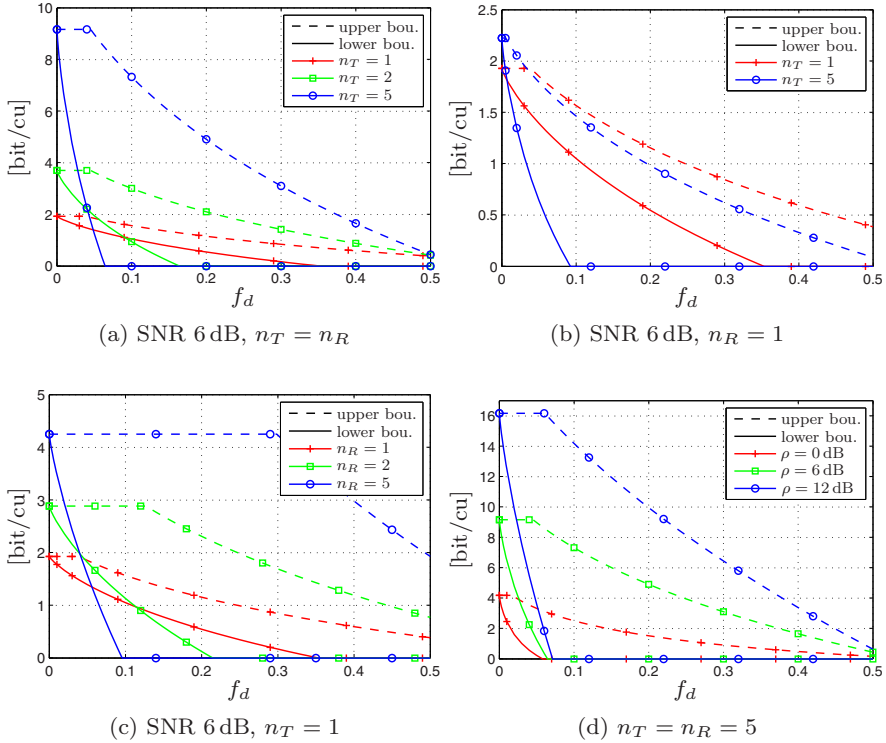 10
8
6
4
2
0
0
0.1
0.2
0.3
0.4
0.5
[bit/cu]
f_d
upper bou.
lower bou.
n_T = 1
n_T = 2
n_T = 5
(a) SNR 6 dB, n_T = n_R
2.5
2
1.5
1
0.5
0
0
0.1
0.2
0.3
0.4
0.5
[bit/cu]
f_d
upper bou.
lower bou.
n_T = 1
n_T = 5
(b) SNR 6 dB, n_R = 1
5
4
3
2
1
0
0
0.1
0.2
0.3
0.4
0.5
[bit/cu]
f_d
upper bou.
lower bou.
n_R = 1
n_R = 2
n_R = 5
(c) SNR 6 dB, n_T = 1
16
14
12
10
8
6
4
2
0
0
0.1
0.2
0.3
0.4
0.5
[bit/cu]
f_d
upper bou.
lower bou.
ρ = 0 dB
ρ = 6 dB
ρ = 12 dB
(d) n_T = n_R = 5